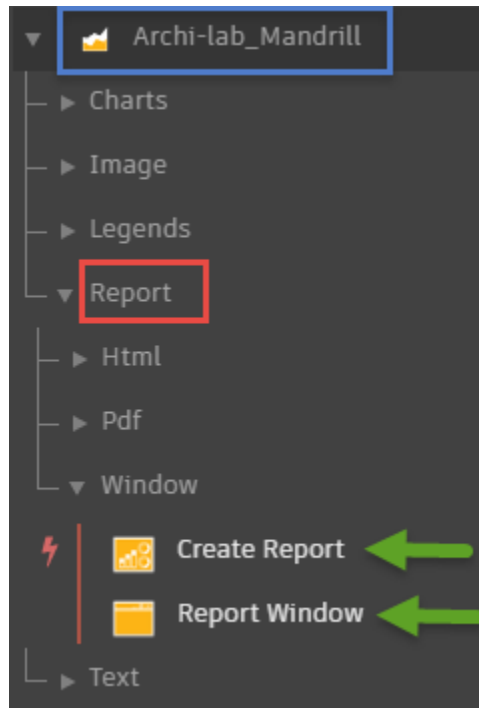 Archi-lab_Mandrill
Charts
Image
Legends
Report
Html
Pdf
Window
Create Report
Report Window
Text